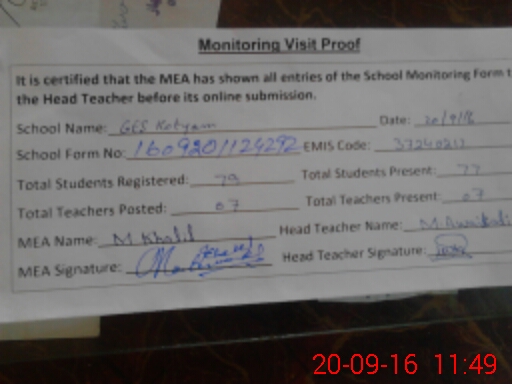 Monitoring Visit Proof
It is certified that the MEA has shown all entries of the School Monitoring Form t
the Head Teacher before its online submission.
School Name: GES Kotyam Date: 20/9/16
School Form No: 1609201124292 EMIS Code:
Total Students Registered: 79 Total Students Present: 77
Total Teachers Posted: 07 Total Teachers Present: 07
MEA Name: M Khalil Head Teacher Name: M.
MEA Signature: Head Teacher Signature:
20-09-16 11:49